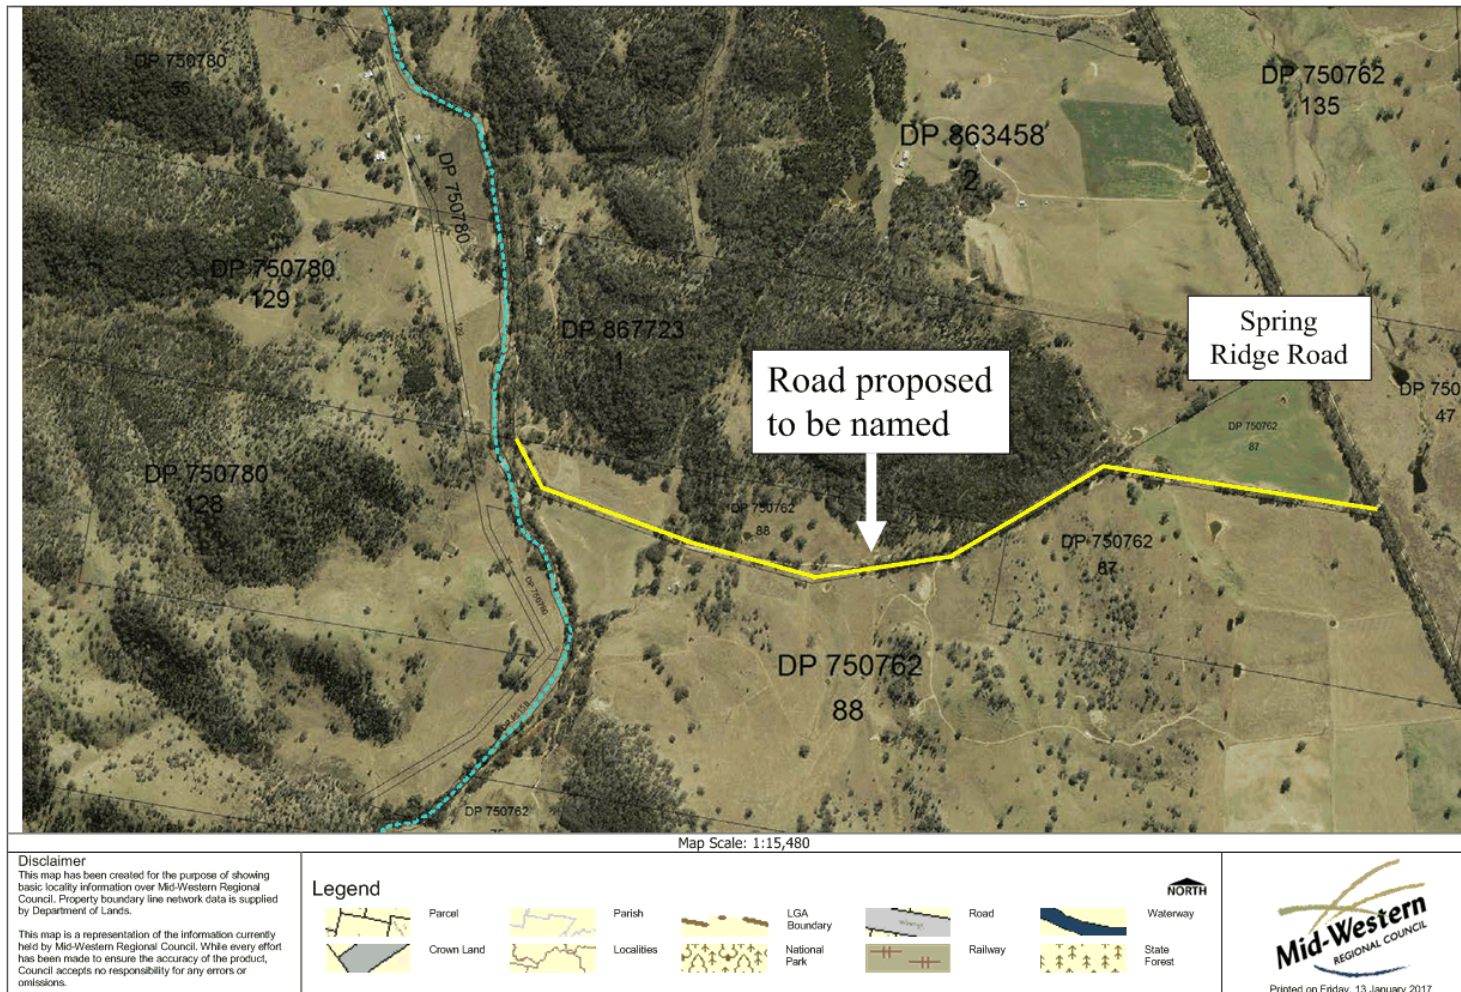 DP 750780
35
DP 750762
135
DP 863458
2
DP 750780
DP 750780
129
Spring
Ridge Road
DP 867723
1
Road proposed
to be named
DP 750
47
DP 750762
87
DP 750780
128
DP 750762
88
DP 750762
87
DP 750780
DP 750762
88
DP 750762
75
Map Scale: 1:15,480
Disclaimer
This map has been created for the purpose of showing
basic locality information over Mid-Western Regional
Council. Property boundary line network data is supplied
by Department of Lands.
This map is a representation of the information currently
held by Mid-Western Regional Council. While every effort
has been made to ensure the accuracy of the product,
Council accepts no responsibility for any errors or
omissions.
Legend
NORTH
Parcel
Parish
LGA
Boundary
Road
Waterway
Crown Land
Localities
National
Park
Railway
State
Forest
Mid-Western
REGIONAL COUNCIL
Printed on Friday, 13 January 2017